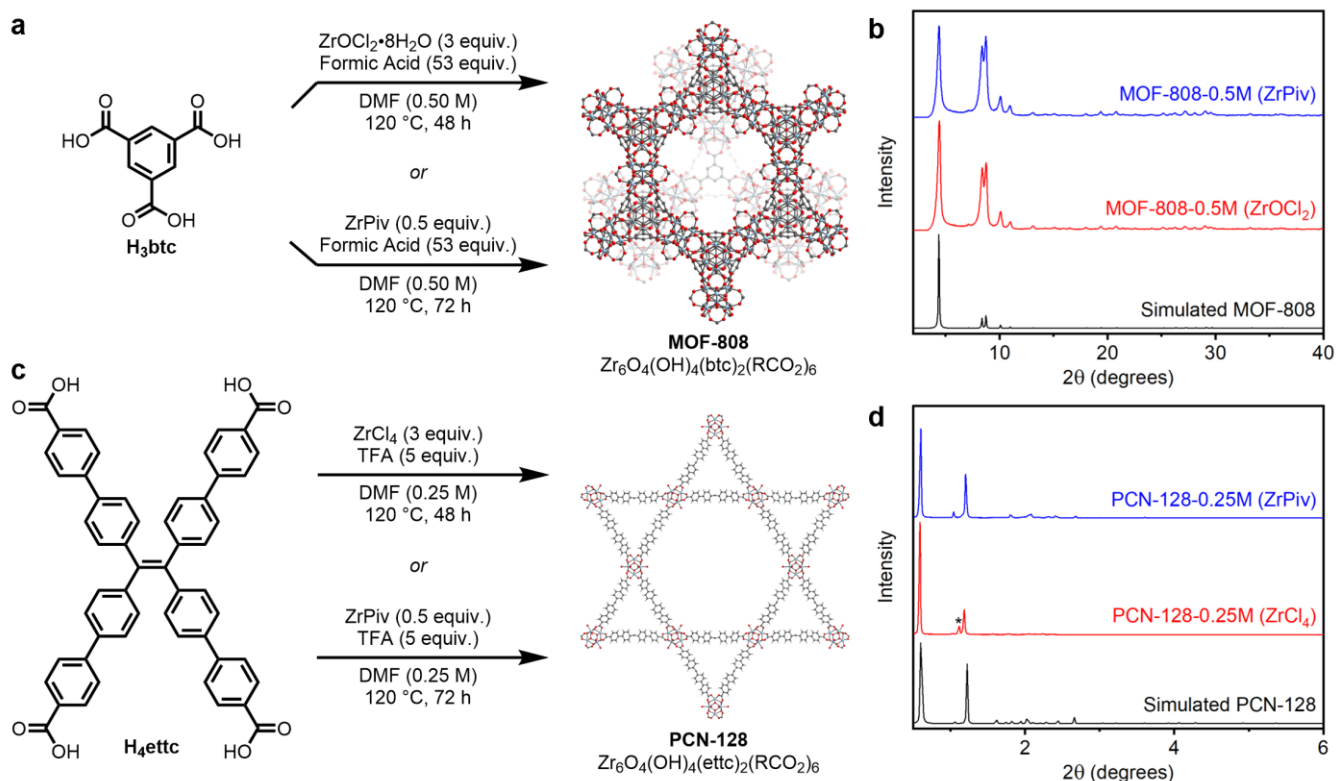 a
ZrOCl₂•8H₂O (3 equiv.)
Formic Acid (53 equiv.)
DMF (0.50 M)
120 °C, 48 h
or
ZrPiv (0.5 equiv.)
Formic Acid (53 equiv.)
DMF (0.50 M)
120 °C, 72 h
O
OH
HO
O
O
OH
H₃btc
MOF-808
Zr₆O₄(OH)₄(btc)₂(RCO₂)₆
b
Intensity
MOF-808-0.5M (ZrPiv)
MOF-808-0.5M (ZrOCl₂)
Simulated MOF-808
10
20
30
40
2θ (degrees)
c
OH
O
HO
O
O
OH
O
HO
H₄ettc
ZrCl₄ (3 equiv.)
TFA (5 equiv.)
DMF (0.25 M)
120 °C, 48 h
or
ZrPiv (0.5 equiv.)
TFA (5 equiv.)
DMF (0.25 M)
120 °C, 72 h
PCN-128
Zr₆O₄(OH)₄(ettc)₂(RCO₂)₆
d
Intensity
PCN-128-0.25M (ZrPiv)
PCN-128-0.25M (ZrCl₄)
*
Simulated PCN-128
2
4
6
2θ (degrees)